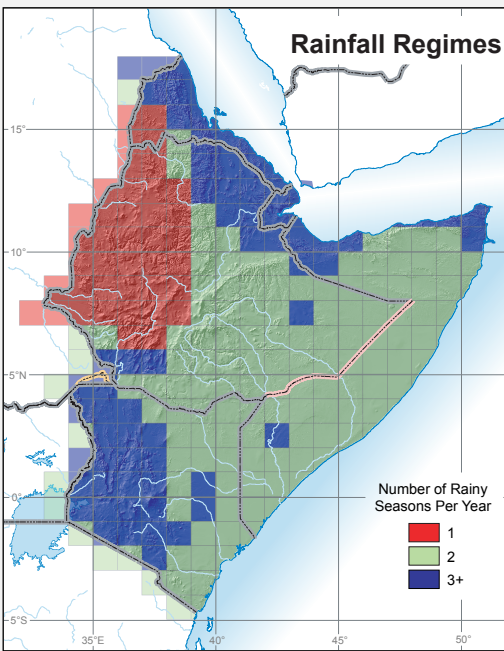 Rainfall Regimes
15°
10°
5°N
0°
5°S
35°E
40°
45°
50°
Number of Rainy
Seasons Per Year
1
2
3+